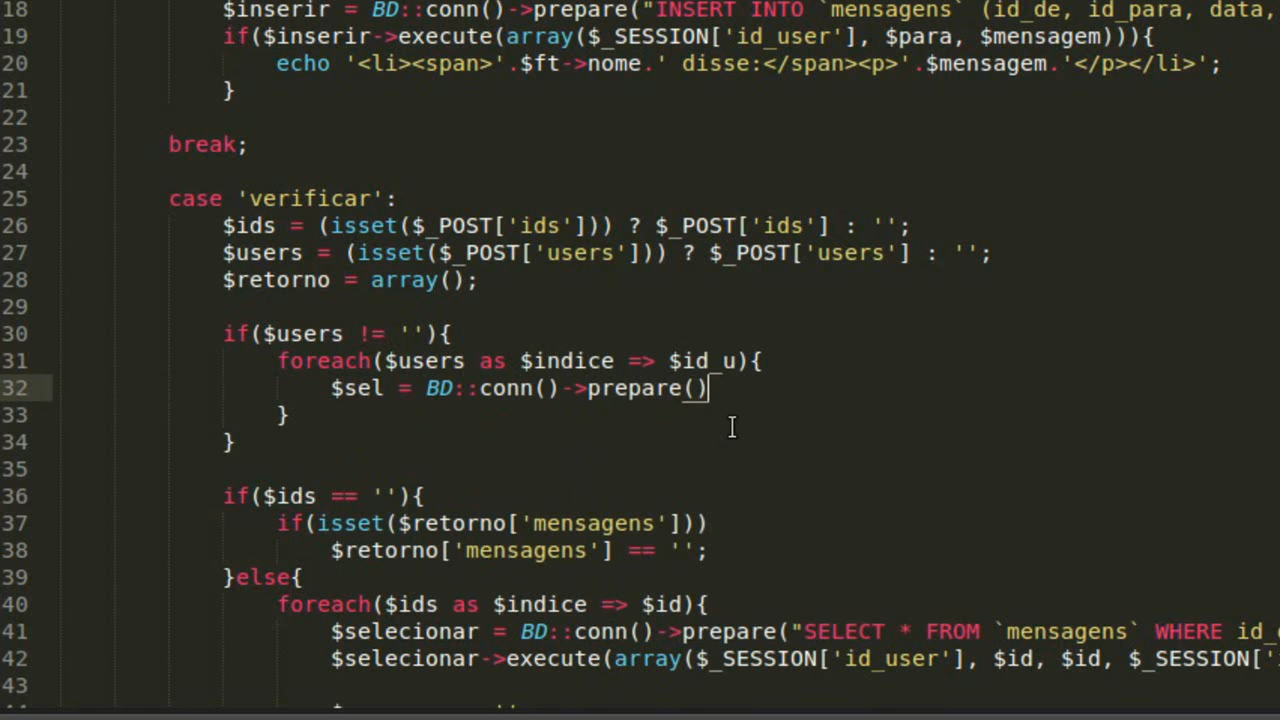 18 $inserir = BD::conn()->prepare("INSERT INTO `mensagens` (id_de, id_para, data,
19 if($inserir->execute(array($_SESSION['id_user'], $para, $mensagem))){
20 echo '<li><span>'.$ft->nome.' disse:</span><p>'.$mensagem.'</p></li>';
21 }
22
23 break;
24
25 case 'verificar':
26 $ids = (isset($_POST['ids'])) ? $_POST['ids'] : '';
27 $users = (isset($_POST['users'])) ? $_POST['users'] : '';
28 $retorno = array();
29
30 if($users != ''){
31 foreach($users as $indice => $id_u){
32 $sel = BD::conn()->prepare()
33 }
34 }
35
36 if($ids == ''){
37 if(isset($retorno['mensagens']))
38 $retorno['mensagens'] == '';
39 }else{
40 foreach($ids as $indice => $id){
41 $selecionar = BD::conn()->prepare("SELECT * FROM `mensagens` WHERE
42 $selecionar->execute(array($_SESSION['id_user'], $id, $id, $_SESSION['
43